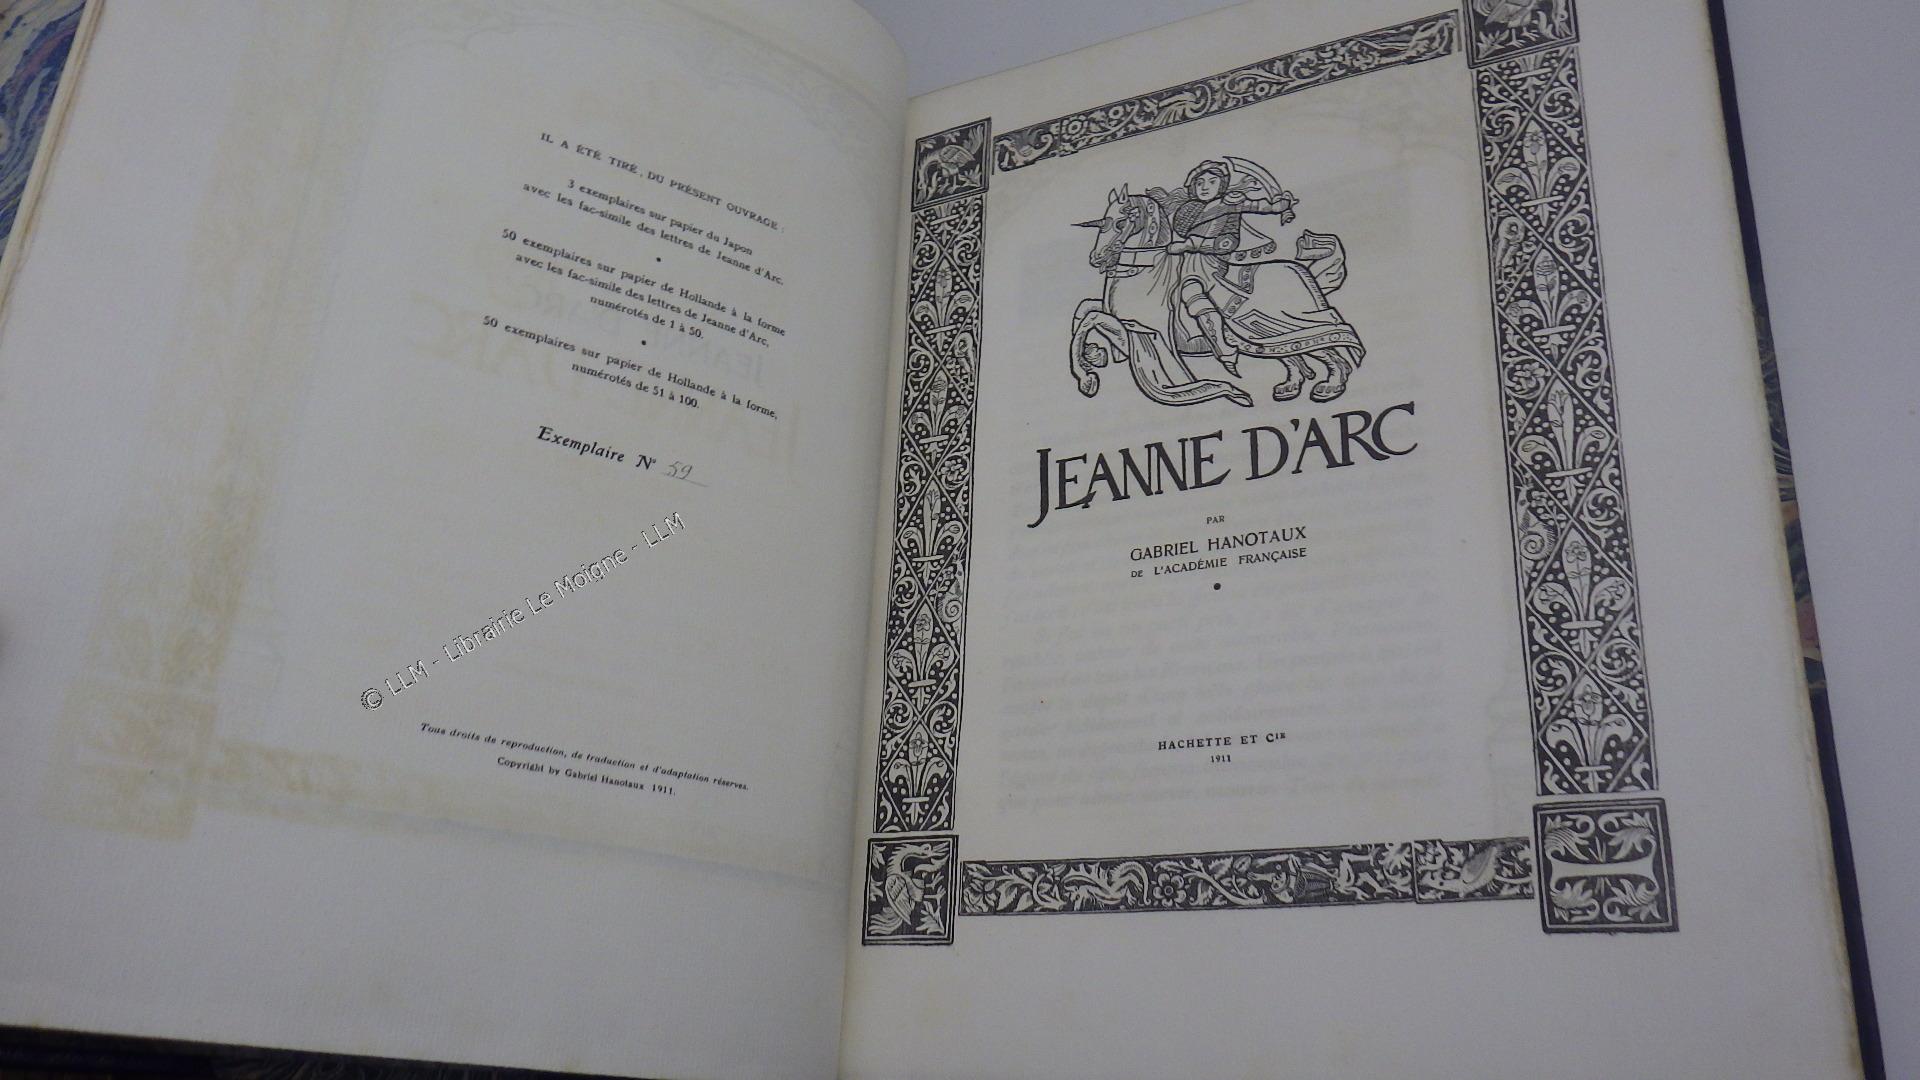 IL A ÉTÉ TIRÉ, DU PRÉSENT OUVRAGE :
3 exemplaires sur papier du Japon
avec les fac-simile des lettres de Jeanne d'Arc.
50 exemplaires sur papier de Hollande à la forme
avec les fac-simile des lettres de Jeanne d'Arc,
numérotés de 1 à 50.
50 exemplaires sur papier de Hollande à la forme,
numérotés de 51 à 100.
Exemplaire N° 59
© LLM - Librairie Le Moigne - LLM
Tous droits de reproduction, de traduction et d'adaptation réservés.
Copyright by Gabriel Hanotaux 1911.
JEANNE D'ARC
PAR
GABRIEL HANOTAUX
DE L'ACADÉMIE FRANÇAISE
HACHETTE ET CIE
1911